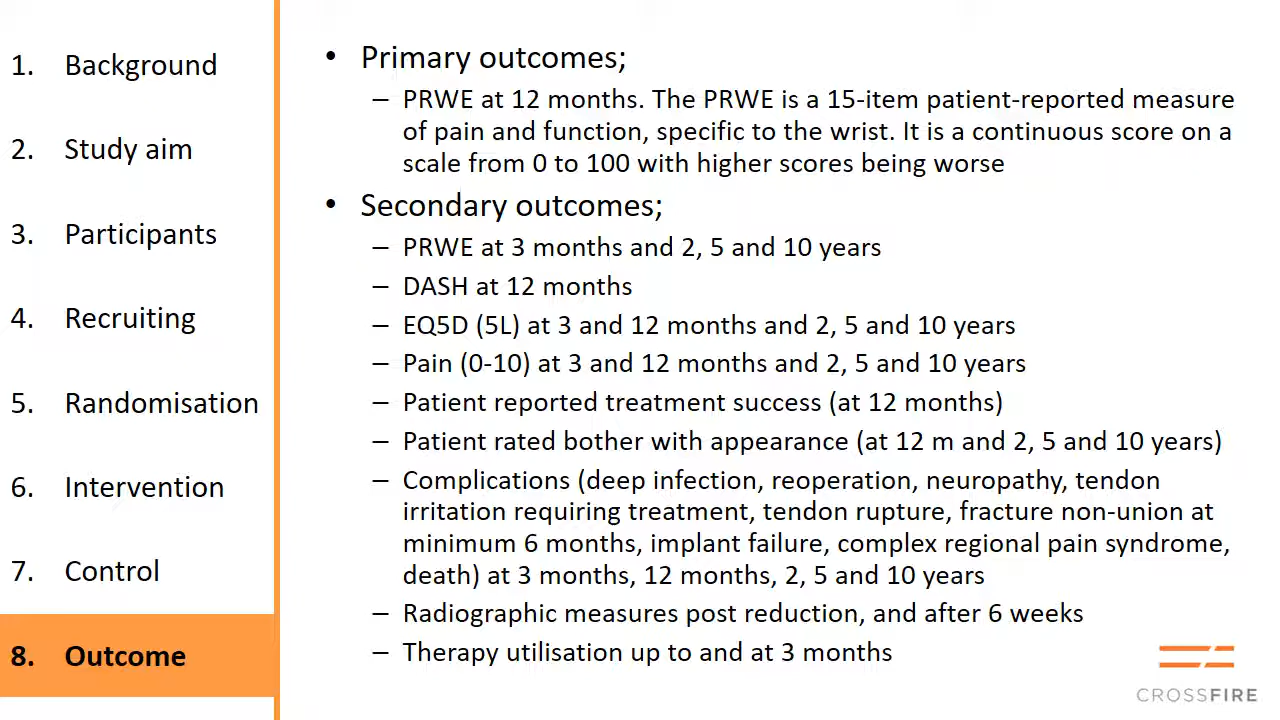 1. Background
2. Study aim
3. Participants
4. Recruiting
5. Randomisation
6. Intervention
7. Control
8. Outcome
• Primary outcomes;
– PRWE at 12 months. The PRWE is a 15-item patient-reported measure
of pain and function, specific to the wrist. It is a continuous score on a
scale from 0 to 100 with higher scores being worse
• Secondary outcomes;
– PRWE at 3 months and 2, 5 and 10 years
– DASH at 12 months
– EQ5D (5L) at 3 and 12 months and 2, 5 and 10 years
– Pain (0-10) at 3 and 12 months and 2, 5 and 10 years
– Patient reported treatment success (at 12 months)
– Patient rated bother with appearance (at 12 m and 2, 5 and 10 years)
– Complications (deep infection, reoperation, neuropathy, tendon
irritation requiring treatment, tendon rupture, fracture non-union at
minimum 6 months, implant failure, complex regional pain syndrome,
death) at 3 months, 12 months, 2, 5 and 10 years
– Radiographic measures post reduction, and after 6 weeks
– Therapy utilisation up to and at 3 months
CROSSFIRE